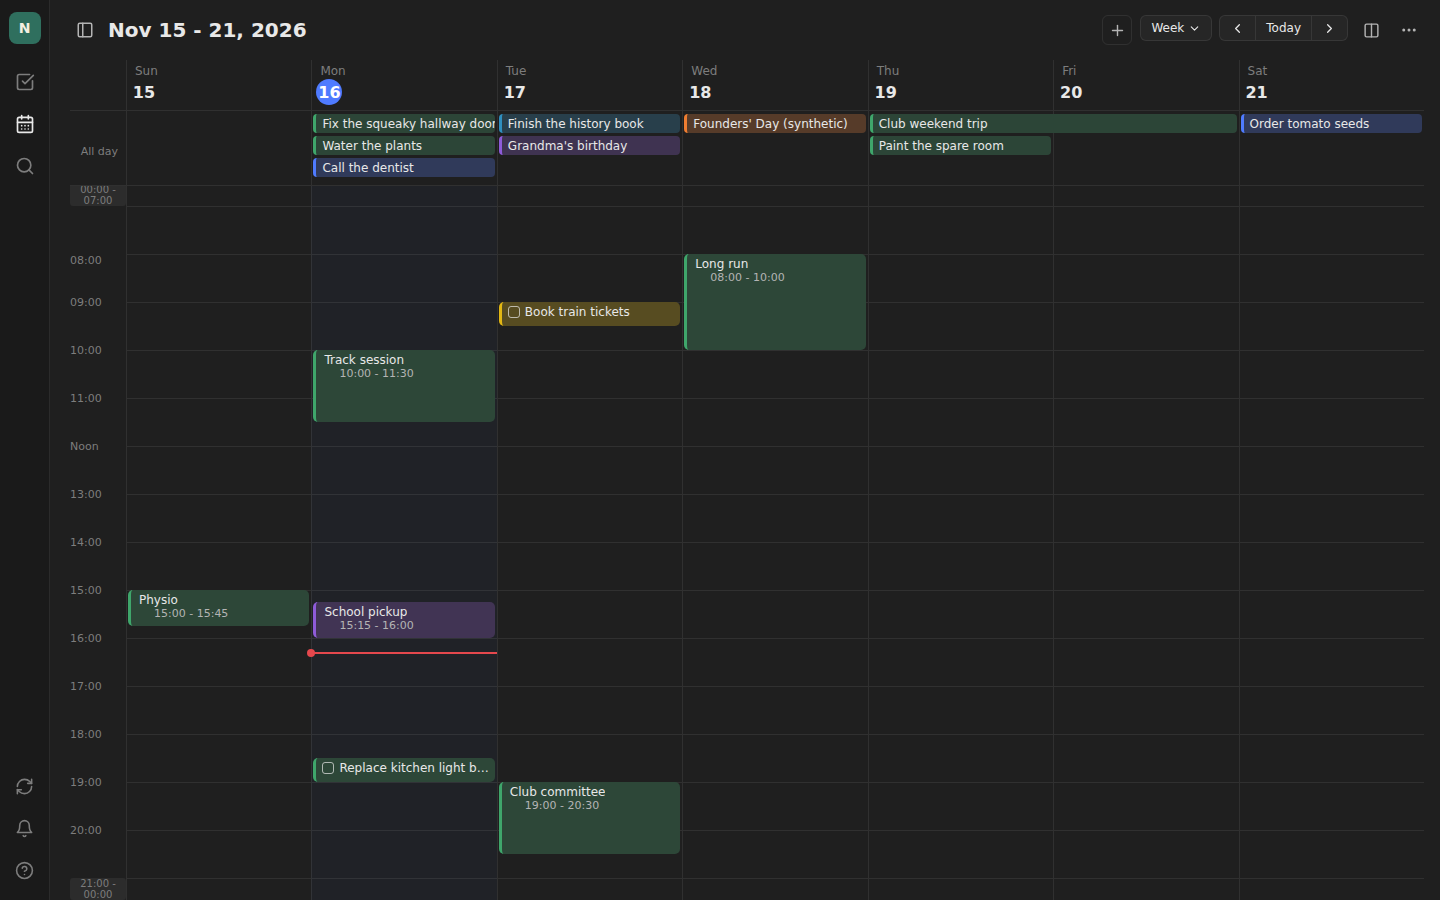 N
Nov 15 - 21, 2026
Week
Today
Sun
15
Mon
16
Tue
17
Wed
18
Thu
19
Fri
20
Sat
21
All day
Fix the squeaky hallway door
Finish the history book
Founders' Day (synthetic)
Club weekend trip
Order tomato seeds
Water the plants
Grandma's birthday
Paint the spare room
Call the dentist
00:00 -
07:00
08:00
Long run
08:00 - 10:00
09:00
Book train tickets
10:00
Track session
10:00 - 11:30
11:00
Noon
13:00
14:00
15:00
Physio
15:00 - 15:45
School pickup
15:15 - 16:00
16:00
17:00
18:00
Replace kitchen light b…
19:00
Club committee
19:00 - 20:30
20:00
21:00 -
00:00